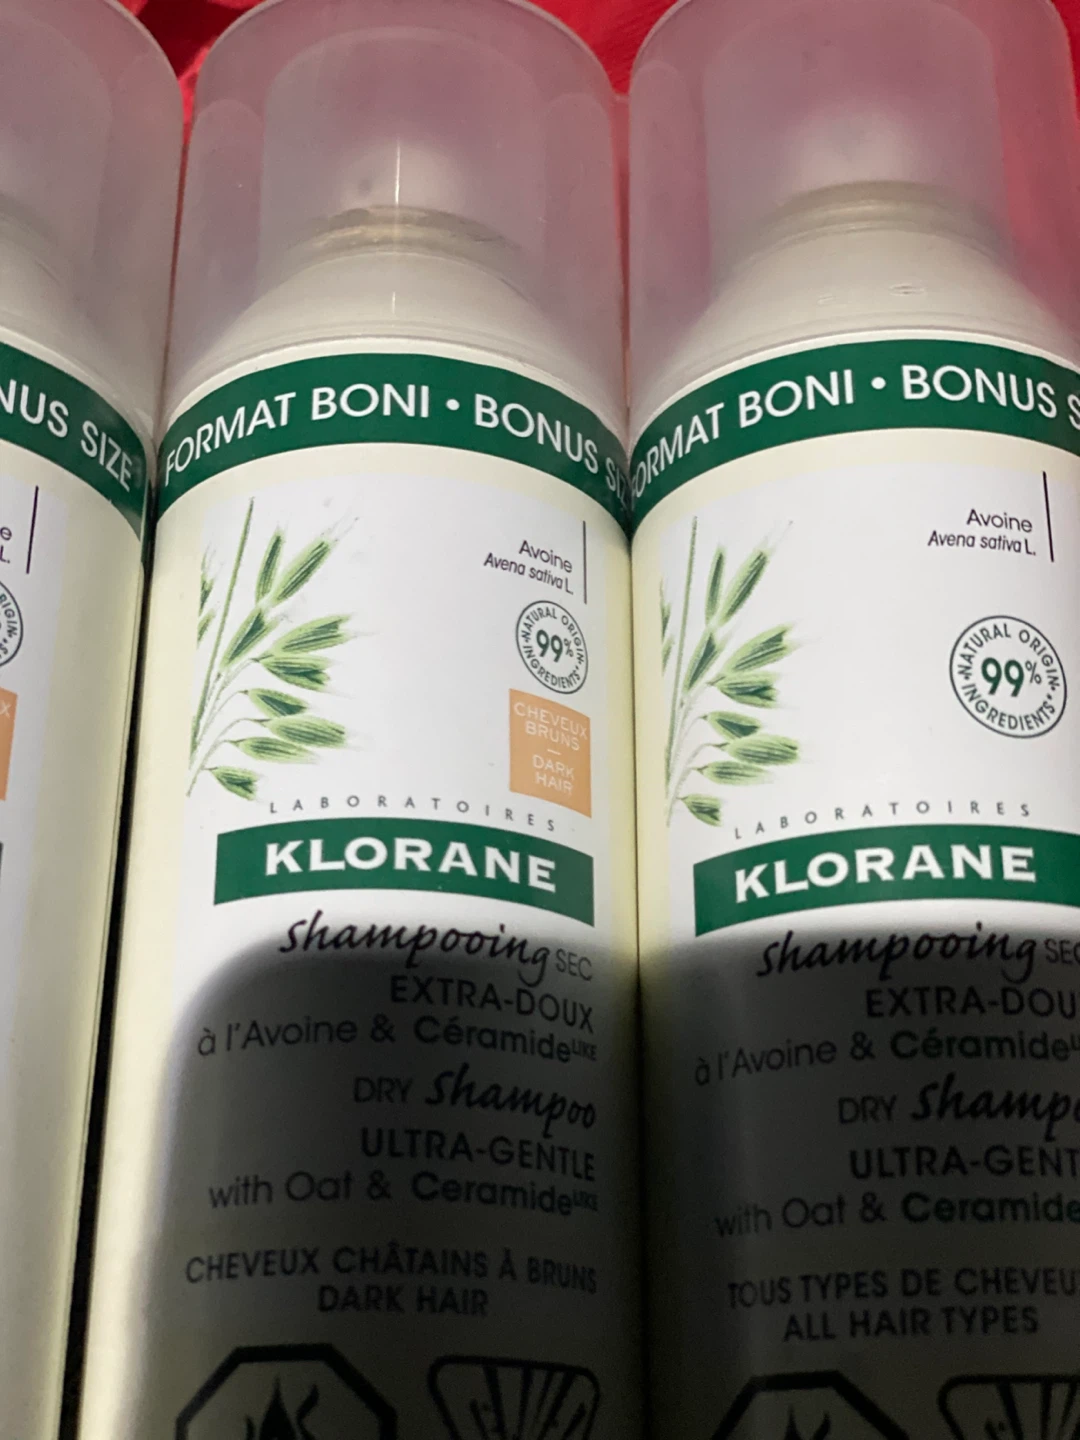 NUS SIZE
FORMAT BONI • BONUS SI
FORMAT BONI • BONUS S
Avoine
Avena sativa L.
NATURAL ORIGIN
99%
INGREDIENTS
CHEVEUX
BRUNS
—
DARK
HAIR
LABORATOIRES
KLORANE
Shampooing SEC
EXTRA-DOUX
à l'Avoine & Céramide LIKE
DRY Shampoo
ULTRA-GENTLE
with Oat & Ceramide LIKE
CHEVEUX CHÂTAINS À BRUNS
DARK HAIR
Avoine
Avena sativa L.
NATURAL ORIGIN
99%
INGREDIENTS
LABORATOIRES
KLORANE
Shampooing SEC
EXTRA-DOU
à l'Avoine & Céramide
DRY Shampo
ULTRA-GENT
with Oat & Ceramide
TOUS TYPES DE CHEVEU
ALL HAIR TYPES